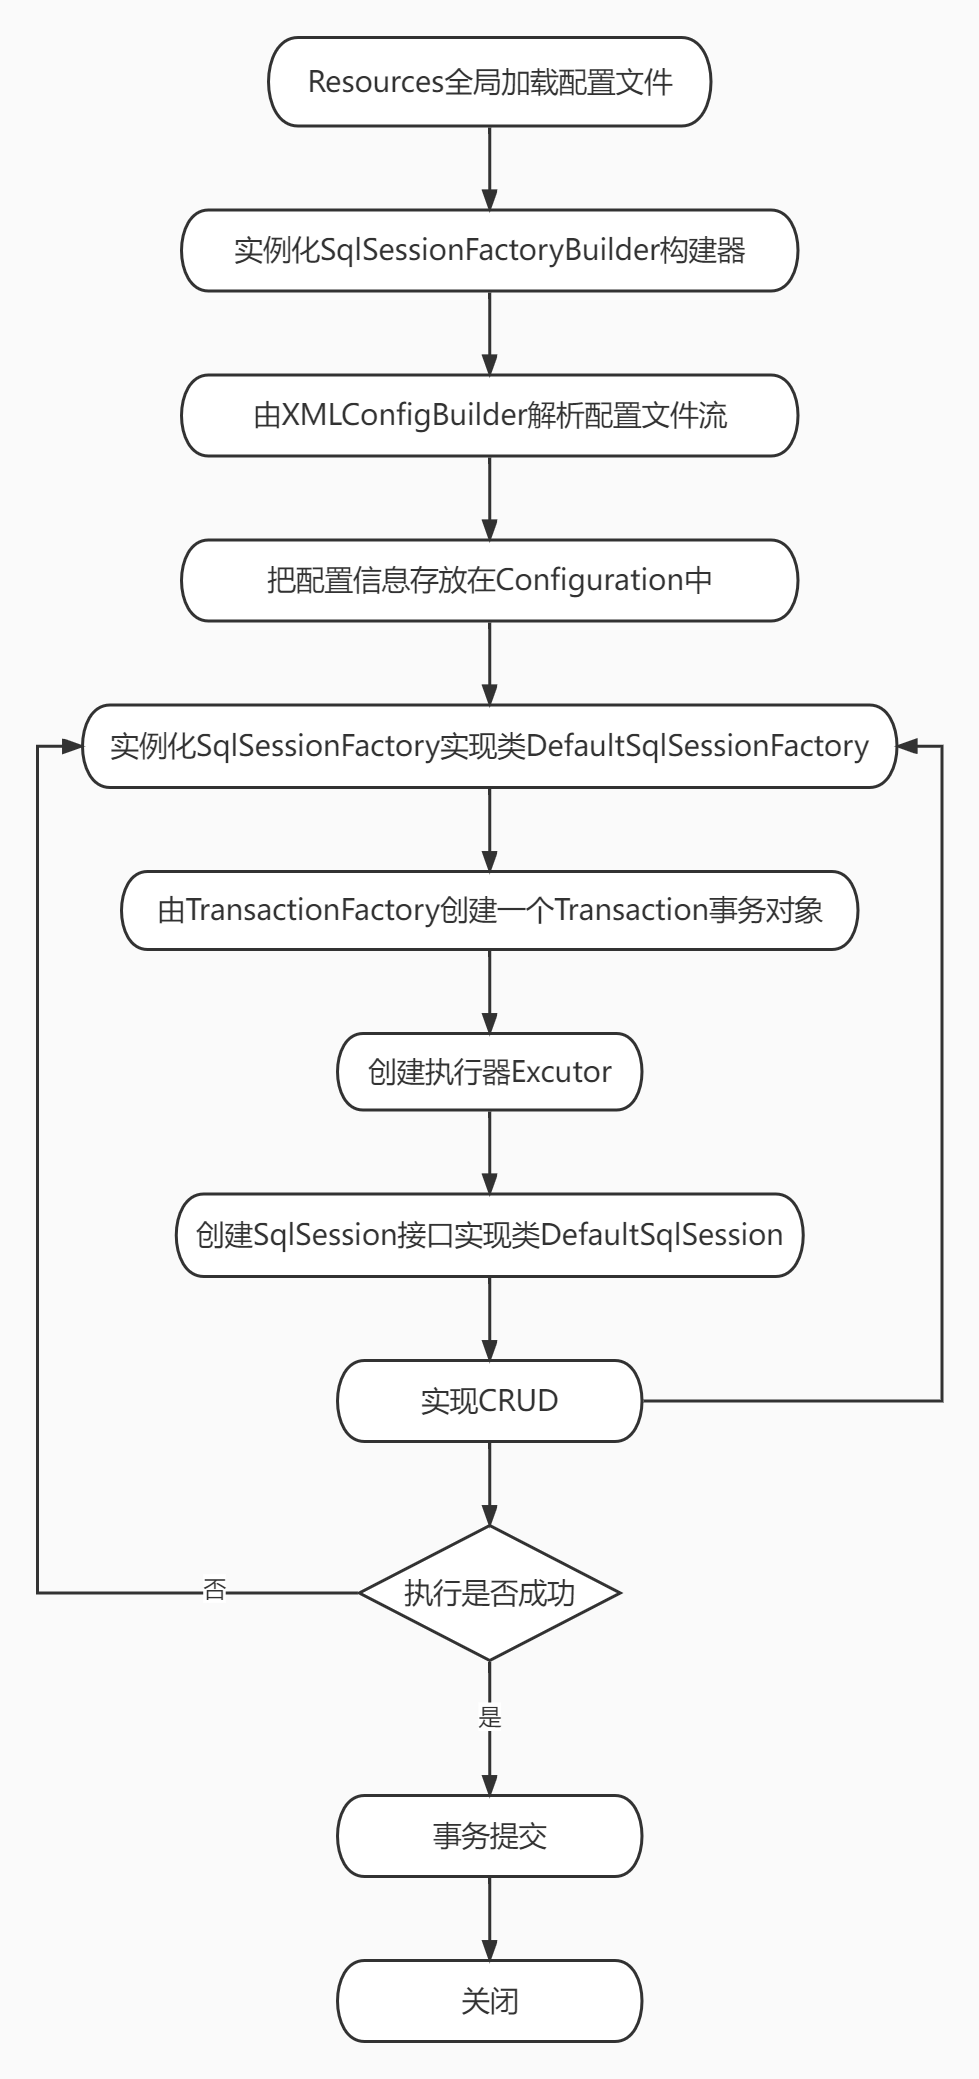 Resources全局加载配置文件
实例化SqlSessionFactoryBuilder构建器
由XMLConfigBuilder解析配置文件流
把配置信息存放在Configuration中
实例化SqlSessionFactory实现类DefaultSqlSessionFactory
由TransactionFactory创建一个Transaction事务对象
创建执行器Excutor
创建SqlSession接口实现类DefaultSqlSession
实现CRUD
执行是否成功
否
是
事务提交
关闭